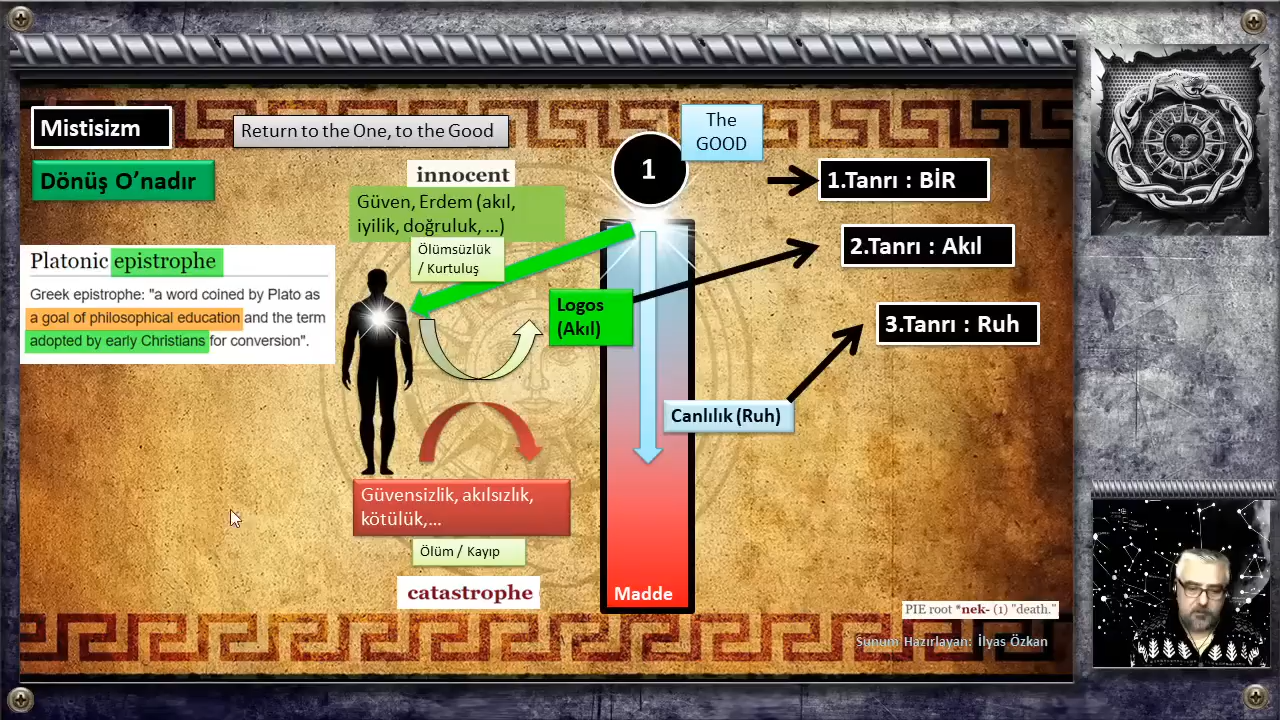 Mistisizm
Return to the One, to the Good
The
GOOD
1
Dönüş O’nadır
innocent
1.Tanrı : BİR
Güven, Erdem (akıl,
iyilik, doğruluk, ...)
Ölümsüzlük
/ Kurtuluş
2.Tanrı : Akıl
Platonic epistrophe
Greek epistrophe: "a word coined by Plato as
a goal of philosophical education and the term
adopted by early Christians for conversion".
Logos
(Akıl)
3.Tanrı : Ruh
Canlılık (Ruh)
Güvensizlik, akılsızlık,
kötülük,...
Ölüm / Kayıp
catastrophe
Madde
PIE root *nek- (1) "death."
Sunum Hazırlayan: İlyas Özkan